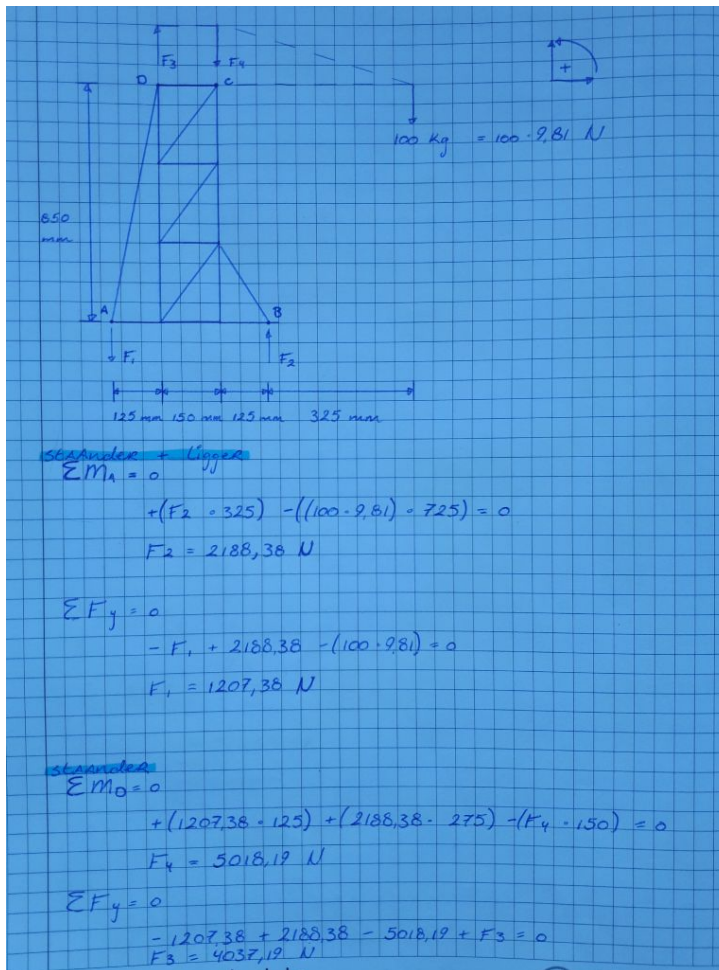 F3 F4
D C
+
100 kg = 100 · 9,81 N
650
mm
A B
F1 F2
125 mm 150 mm 125 mm 325 mm
staander + Ligger
ΣMA = 0
+(F2 · 325) -((100 · 9,81) · 725) = 0
F2 = 2188,38 N
ΣFy = 0
- F1 + 2188,38 -(100 · 9,81) = 0
F1 = 1207,38 N
staander
ΣMD = 0
+(1207,38 · 125) +(2188,38 · 275) -(F4 · 150) = 0
F4 = 5018,19 N
ΣFy = 0
- 1207,38 + 2188,38 - 5018,19 + F3 = 0
F3 = 4037,19 N